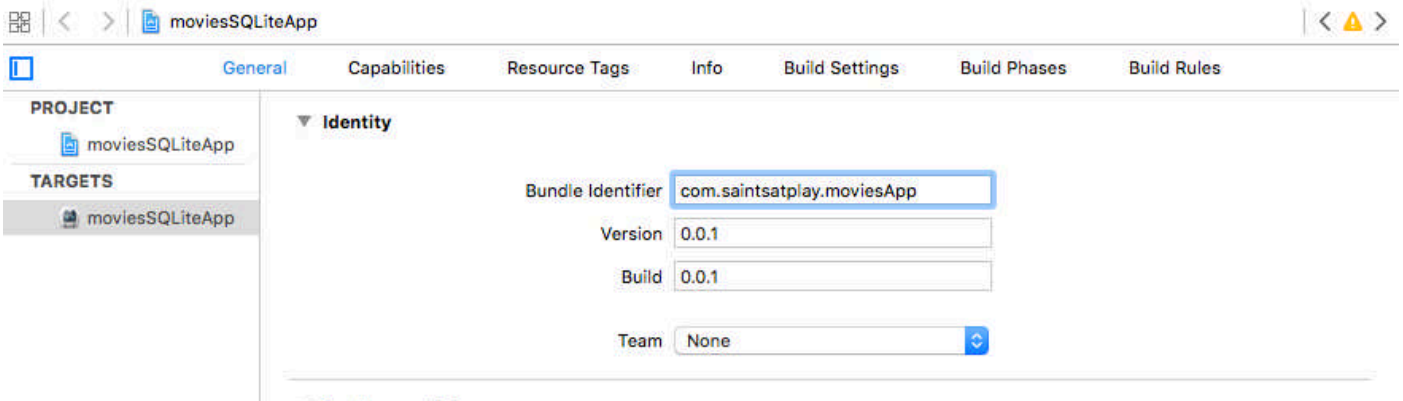 moviesSQLiteApp
General Capabilities Resource Tags Info Build Settings Build Phases Build Rules
PROJECT
moviesSQLiteApp
TARGETS
moviesSQLiteApp
Identity
Bundle Identifier com.saintsatplay.moviesApp
Version 0.0.1
Build 0.0.1
Team None